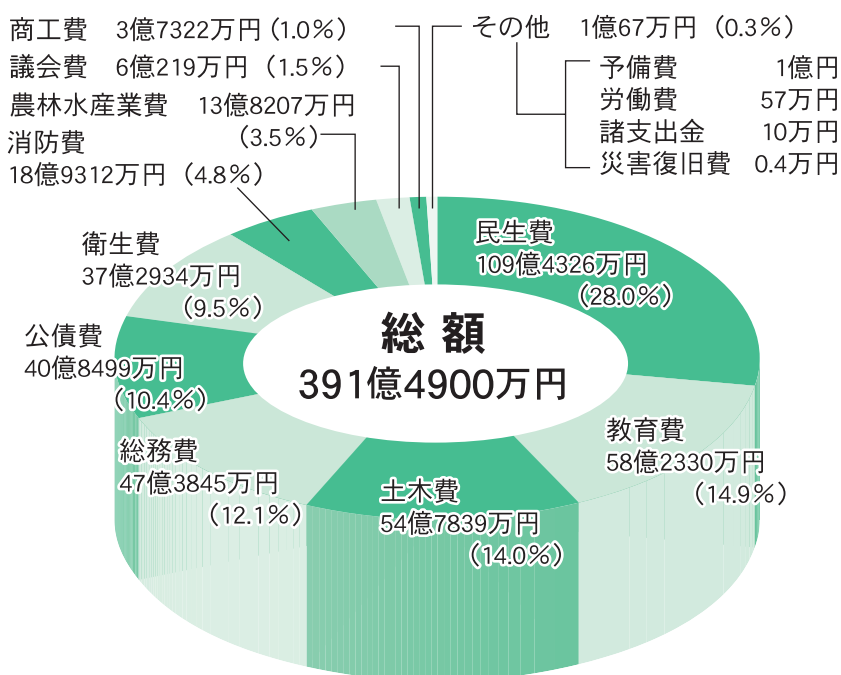 商工費 3億7322万円(1.0%)
議会費 6億219万円(1.5%)
農林水産業費 13億8207万円
(3.5%)
消防費
18億9312万円(4.8%)
衛生費
37億2934万円
(9.5%)
公債費
40億8499万円
(10.4%)
総務費
47億3845万円
(12.1%)
土木費
54億7839万円
(14.0%)
教育費
58億2330万円
(14.9%)
民生費
109億4326万円
(28.0%)
その他 1億67万円(0.3%)
予備費 1億円
労働費 57万円
諸支出金 10万円
災害復旧費 0.4万円
総額
391億4900万円